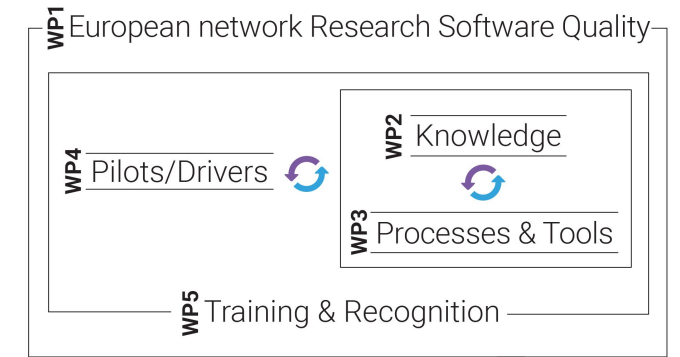 WP1 European network Research Software Quality
WP2 Knowledge
WP4 Pilots/Drivers
WP3 Processes & Tools
WP5 Training & Recognition